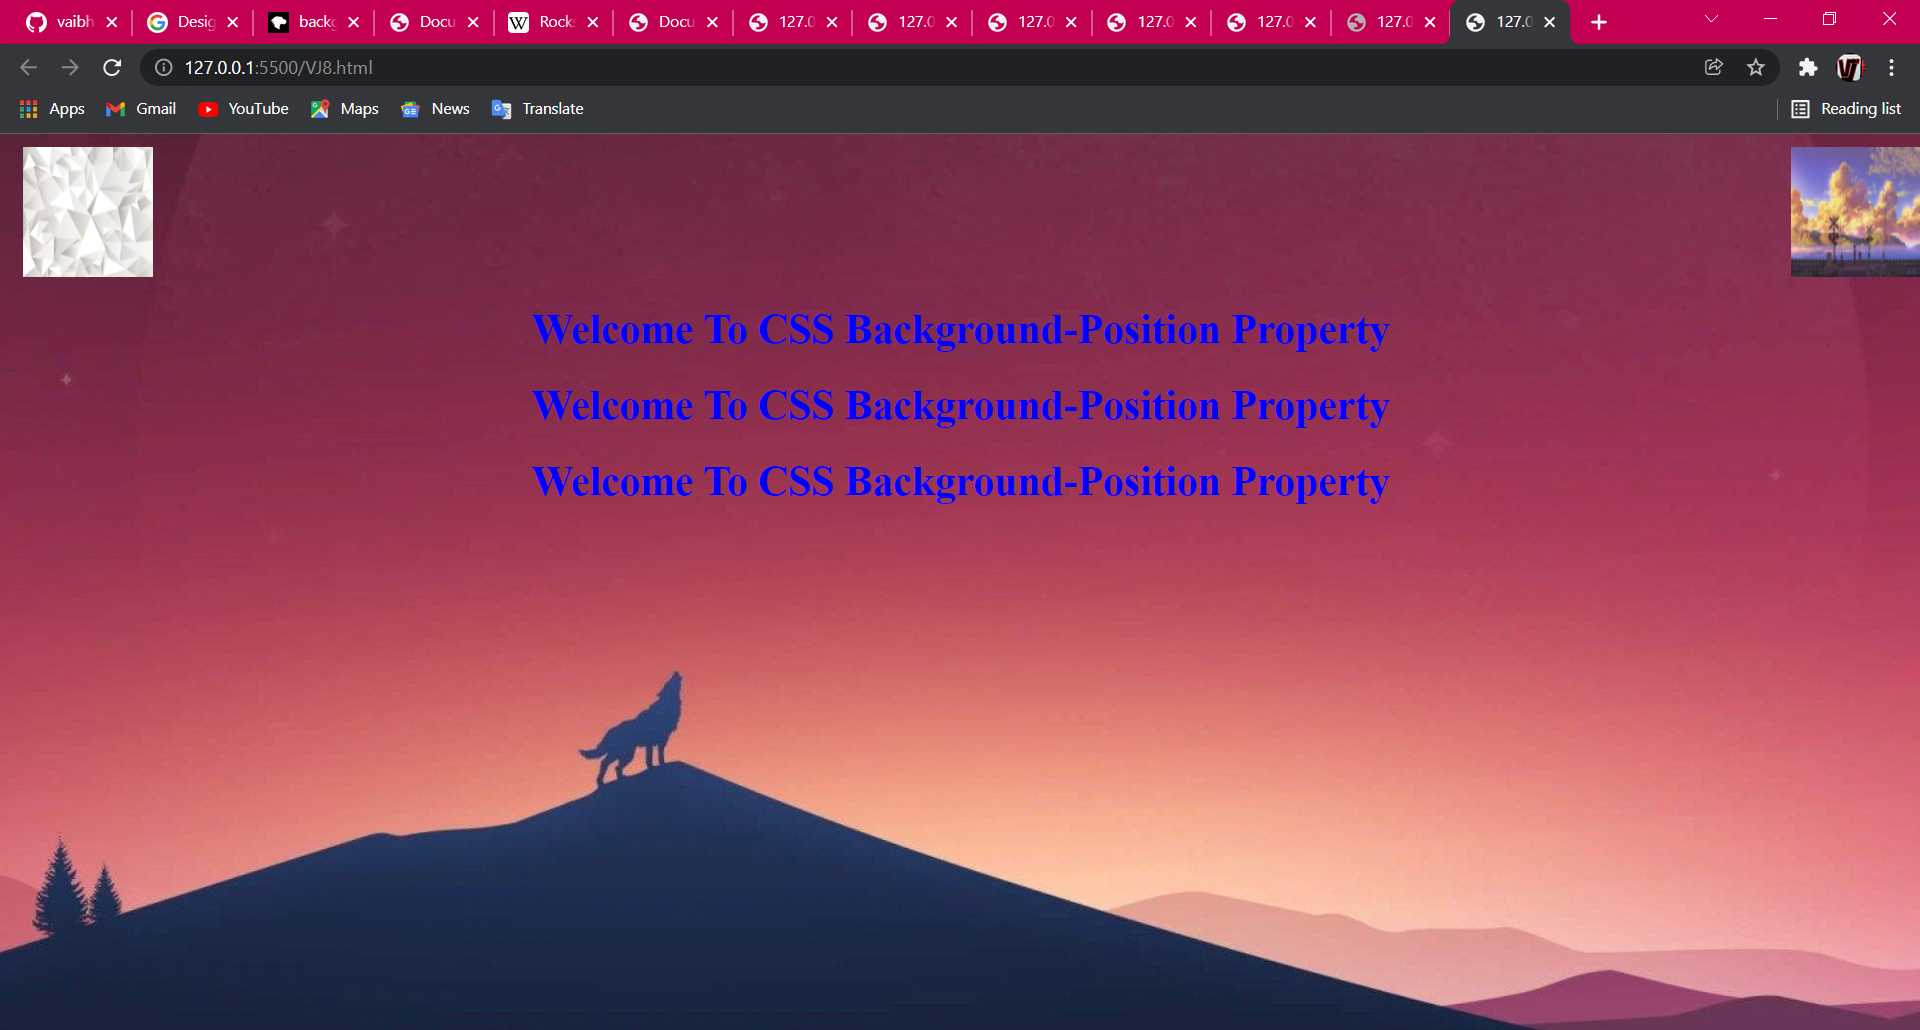 vaibh Desig backg Docu Rocks Docu 127.0 127.0 127.0 127.0 127.0 127.0 127.0
127.0.0.1:5500/VJ8.html
Apps Gmail YouTube Maps News Translate Reading list
Welcome To CSS Background-Position Property
Welcome To CSS Background-Position Property
Welcome To CSS Background-Position Property